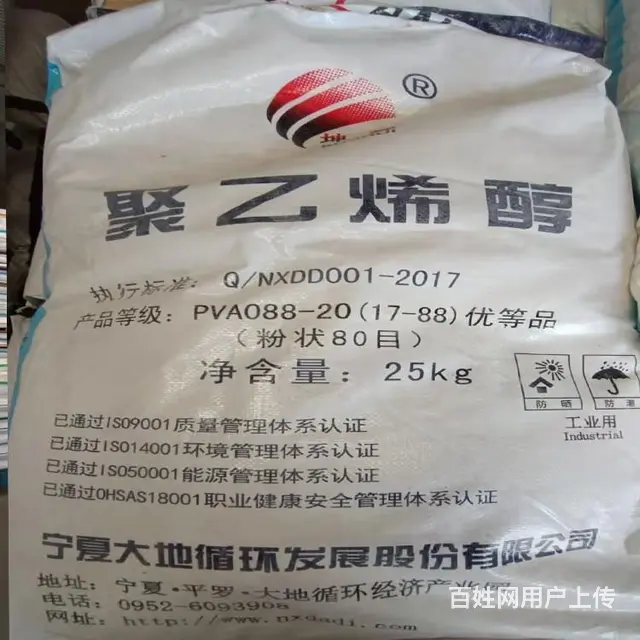 ®
聚乙烯醇
执行标准: Q/NXDD001-2017
产品等级: PVA088-20(17-88)优等品
(粉状80目)
净含量: 25kg
防晒 防潮
工业用
Industrial
已通过ISO9001质量管理体系认证
已通过ISO14001环境管理体系认证
已通过ISO50001能源管理体系认证
已通过OHSAS18001职业健康安全管理体系认证
宁夏大地循环发展股份有限公司
地址: 宁夏·平罗·大地循环经济产业园
电话: 0952-6093908
网址: http://www.nxdadi.com
百姓网用户上传